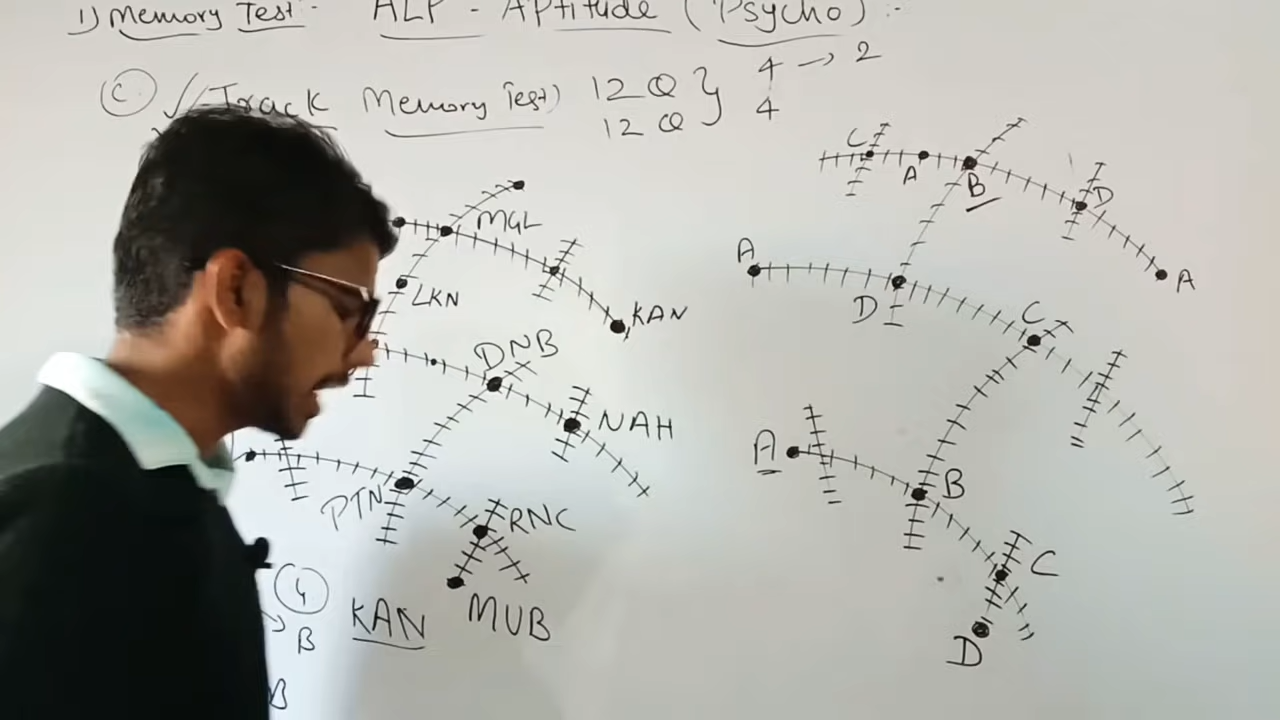 1) Memory Test:- ALP - APtitude (Psycho) :-
C. Track Memory Test) 12 Q } 4 → 2
12 Q 4
MGL
LKN
KAN
DNB
NAH
PTN
RNC
MUB
KAN
B
B
C
A
B
D
A
A
D
C
A
B
C
D